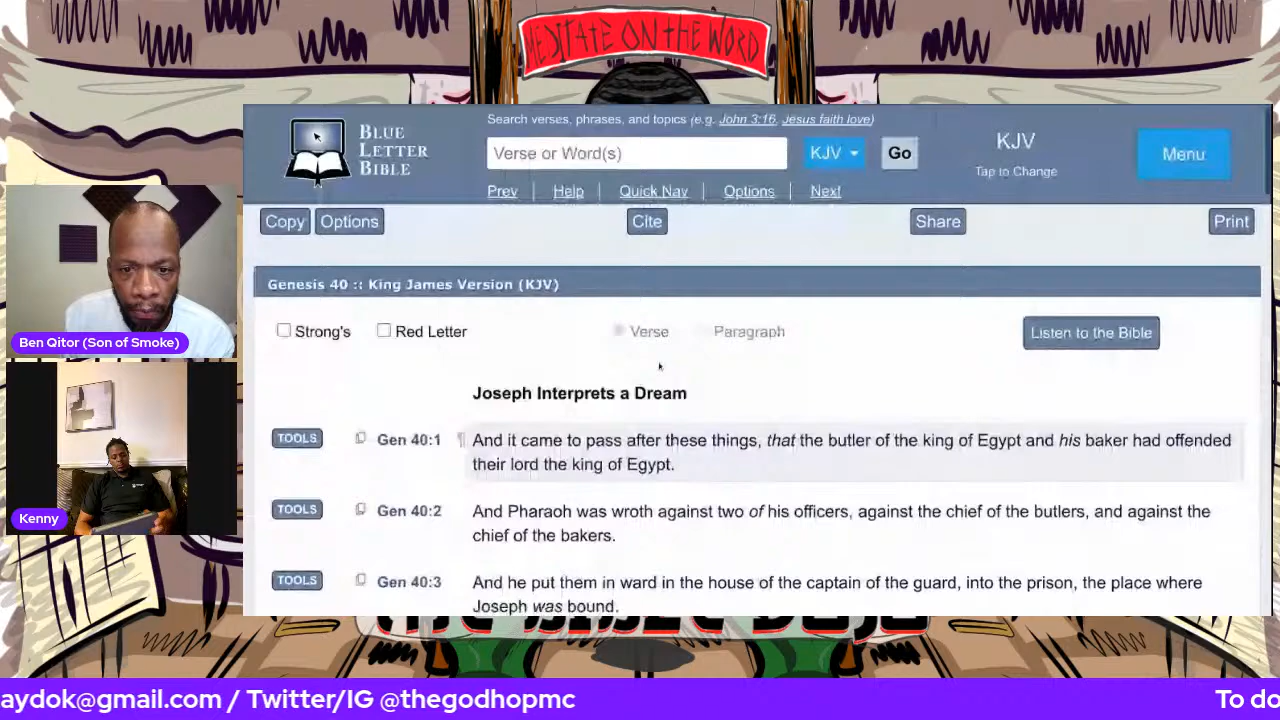 MEDITATE ON THE WORD
Search verses, phrases, and topics (e.g. John 3:16, Jesus faith love)
BLUE
LETTER
BIBLE
Verse or Word(s)
KJV
Go
KJV
Tap to Change
Menu
Prev | Help | Quick Nav | Options | Next
Copy Options Cite Share Print
Genesis 40 :: King James Version (KJV)
Strong's Red Letter Verse Paragraph Listen to the Bible
Joseph Interprets a Dream
TOOLS Gen 40:1 ¶ And it came to pass after these things, that the butler of the king of Egypt and his baker had offended
their lord the king of Egypt.
TOOLS Gen 40:2 And Pharaoh was wroth against two of his officers, against the chief of the butlers, and against the
chief of the bakers.
TOOLS Gen 40:3 And he put them in ward in the house of the captain of the guard, into the prison, the place where
Joseph was bound.
Ben Qitor (Son of Smoke)
Kenny
aydok@gmail.com / Twitter/IG @thegodhopmc
To do